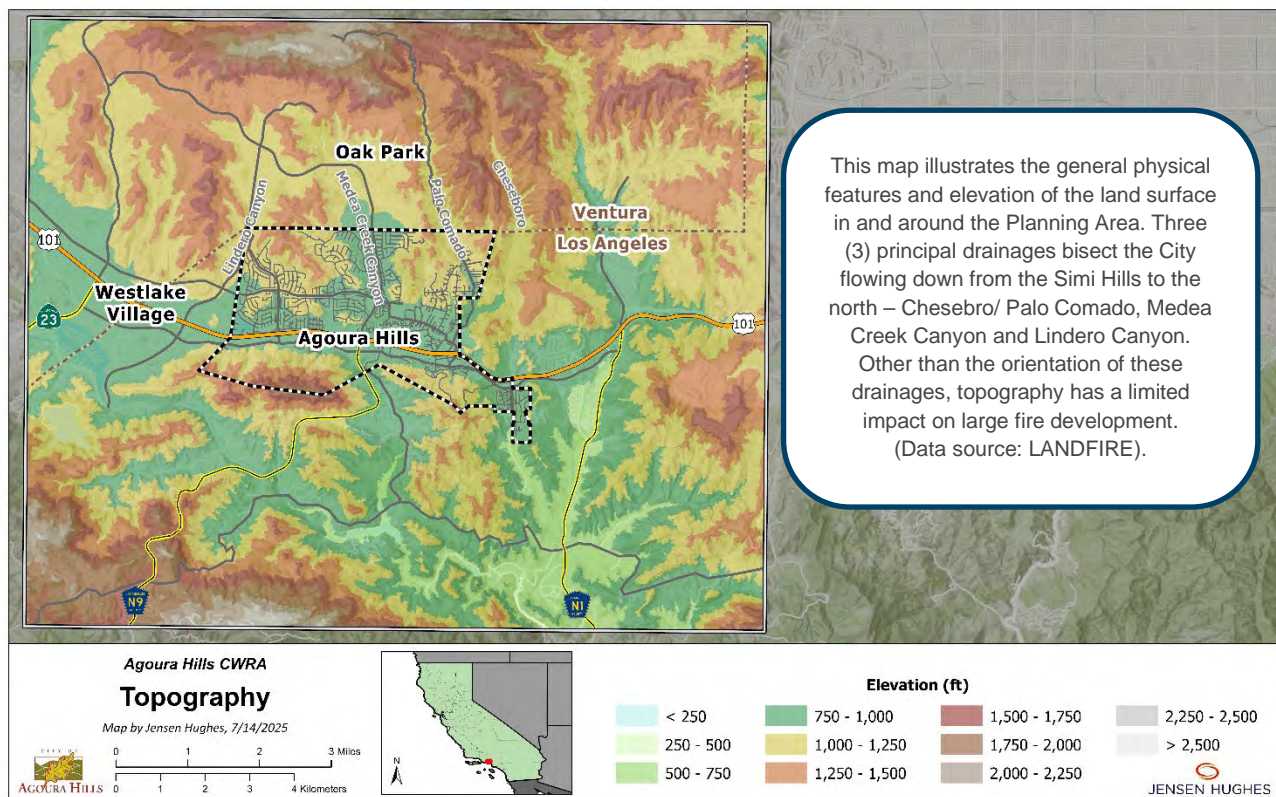 Oak Park
Lindero Canyon
Medea Creek Canyon
Palo Comado
Cheseboro
Ventura
Los Angeles
101
Westlake
Village
23
Agoura Hills
101
N9
N1
This map illustrates the general physical
features and elevation of the land surface
in and around the Planning Area. Three
(3) principal drainages bisect the City
flowing down from the Simi Hills to the
north – Chesebro/ Palo Comado, Medea
Creek Canyon and Lindero Canyon.
Other than the orientation of these
drainages, topography has a limited
impact on large fire development.
(Data source: LANDFIRE).
Agoura Hills CWRA
Topography
Map by Jensen Hughes, 7/14/2025
CITY OF
AGOURA HILLS
0 1 2 3 Miles
0 1 2 3 4 Kilometers
N
Elevation (ft)
< 250
250 - 500
500 - 750
750 - 1,000
1,000 - 1,250
1,250 - 1,500
1,500 - 1,750
1,750 - 2,000
2,000 - 2,250
2,250 - 2,500
> 2,500
JENSEN HUGHES